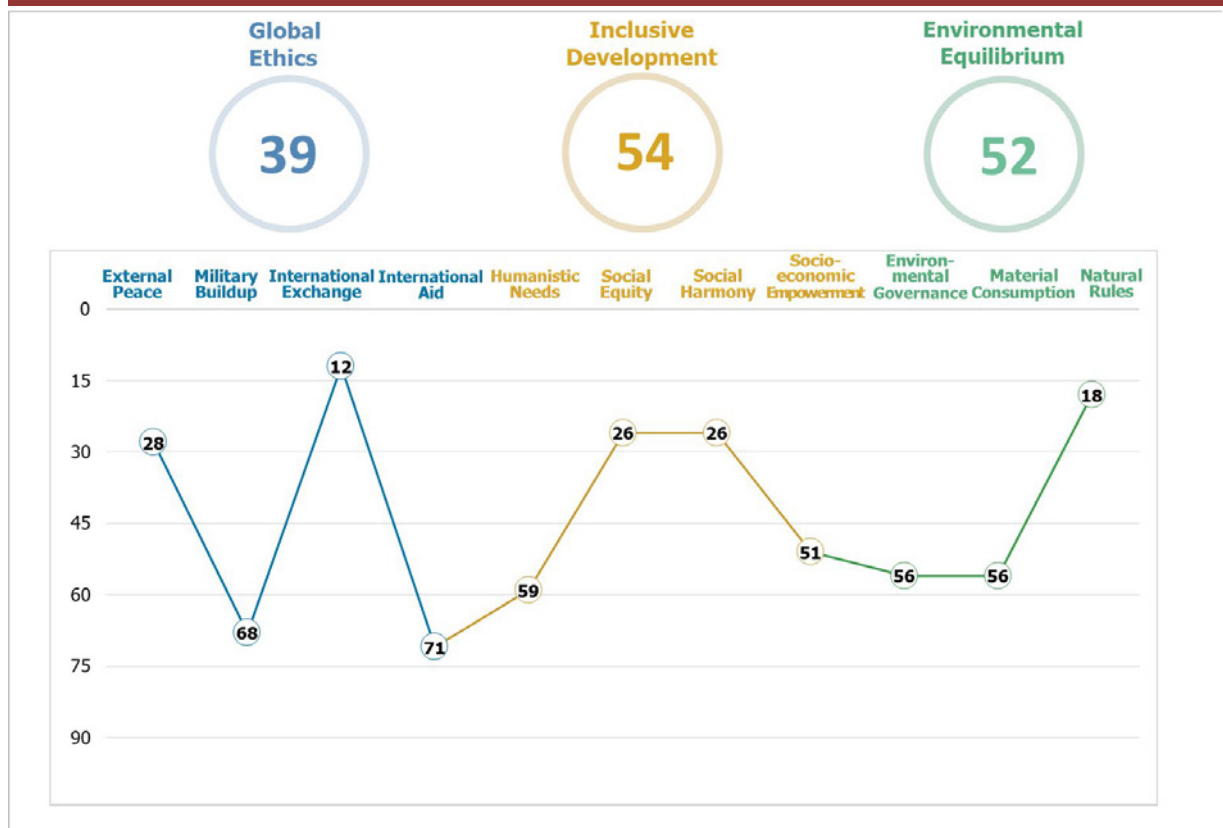 Global
Ethics
39
Inclusive
Development
54
Environmental
Equilibrium
52
External
Peace
Military
Buildup
International
Exchange
International
Aid
Humanistic
Needs
Social
Equity
Social
Harmony
Socio-
economic
Empowerment
Environ-
mental
Governance
Material
Consumption
Natural
Rules
0
15
30
45
60
75
90
28
68
12
71
59
26
26
51
56
56
18